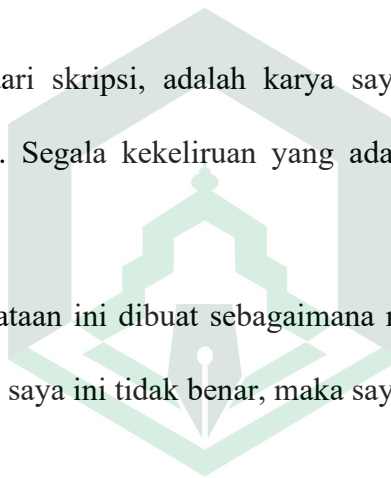 ari skripsi, adalah karya say
. Segala kekeliruan yang ada
ataan ini dibuat sebagaimana
saya ini tidak benar, maka say